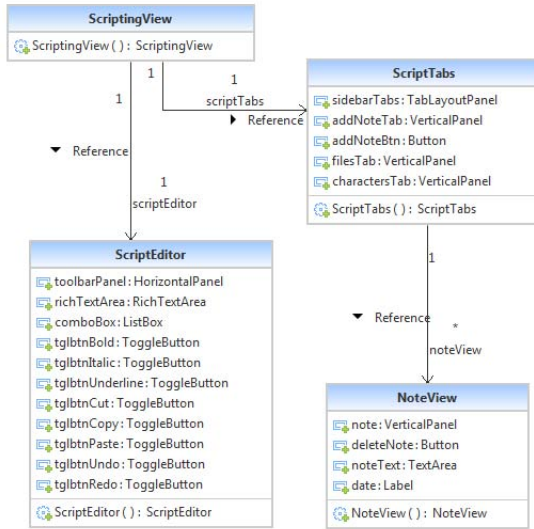 ScriptingView
ScriptingView ( ) : ScriptingView
1
1
1
scriptTabs
Reference
Reference
1
scriptEditor
ScriptTabs
sidebarTabs : TabLayoutPanel
addNoteTab : VerticalPanel
addNoteBtn : Button
filesTab : VerticalPanel
charactersTab : VerticalPanel
ScriptTabs ( ) : ScriptTabs
1
Reference
*
noteView
ScriptEditor
toolbarPanel : HorizontalPanel
richTextArea : RichTextArea
comboBox : ListBox
tglbtnBold : ToggleButton
tglbtnItalic : ToggleButton
tglbtnUnderline : ToggleButton
tglbtnCut : ToggleButton
tglbtnCopy : ToggleButton
tglbtnPaste : ToggleButton
tglbtnUndo : ToggleButton
tglbtnRedo : ToggleButton
ScriptEditor ( ) : ScriptEditor
NoteView
note : VerticalPanel
deleteNote : Button
noteText : TextArea
date : Label
NoteView ( ) : NoteView